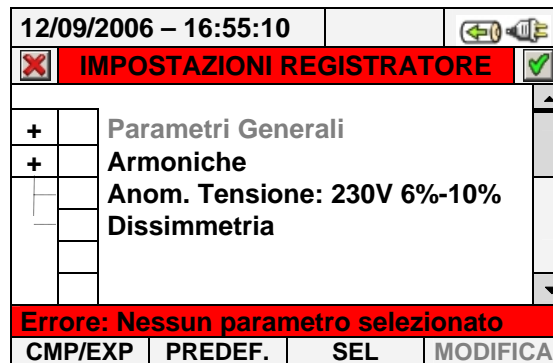 12/09/2006 – 16:55:10
IMPOSTAZIONI REGISTRATORE
+ Parametri Generali
+ Armoniche
Anom. Tensione: 230V 6%-10%
Dissimmetria
Errore: Nessun parametro selezionato
CMP/EXP PREDEF. SEL MODIFICA